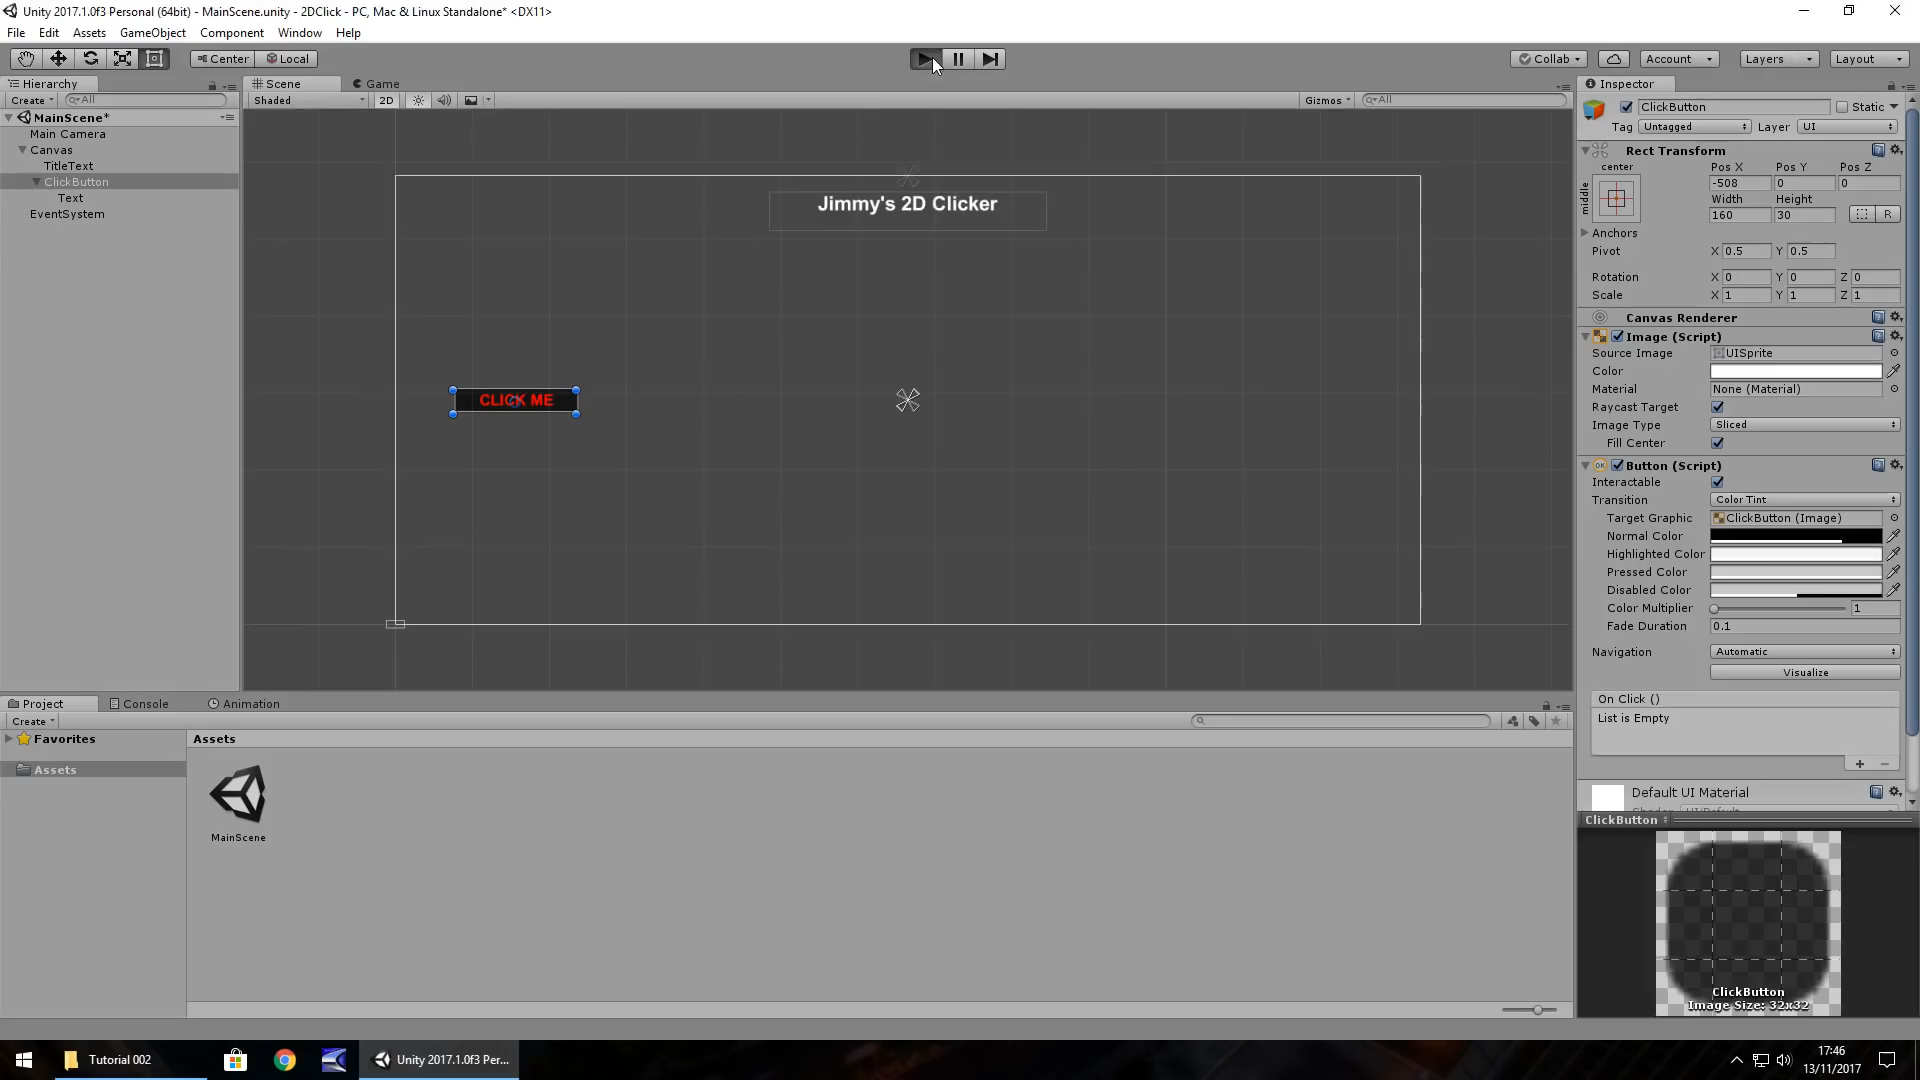 Unity 2017.1.0f3 Personal (64bit) - MainScene.unity - 2DClick - PC, Mac & Linux Standalone* <DX11>
File Edit Assets GameObject Component Window Help
Center Local Collab Account Layers Layout
Hierarchy
Create All
MainScene*
Main Camera
Canvas
TitleText
ClickButton
Text
EventSystem
Scene Game
Shaded 2D Gizmos All
Jimmy's 2D Clicker
CLICK ME
Inspector
ClickButton Static
Tag Untagged Layer UI
Rect Transform
center
middle
Pos X Pos Y Pos Z
-508 0 0
Width Height
160 30 R
Anchors
Pivot X 0.5 Y 0.5
Rotation X 0 Y 0 Z 0
Scale X 1 Y 1 Z 1
Canvas Renderer
Image (Script)
Source Image UISprite
Color
Material None (Material)
Raycast Target
Image Type Sliced
Fill Center
OK Button (Script)
Interactable
Transition Color Tint
Target Graphic ClickButton (Image)
Normal Color
Highlighted Color
Pressed Color
Disabled Color
Color Multiplier 1
Fade Duration 0.1
Navigation Automatic
Visualize
On Click ()
List is Empty
Default UI Material
Shader UI/Default
ClickButton
ClickButton
Image Size: 32x32
Project Console Animation
Create
Favorites
Assets
Assets
MainScene
Tutorial 002
Unity 2017.1.0f3 Per...
17:46
13/11/2017